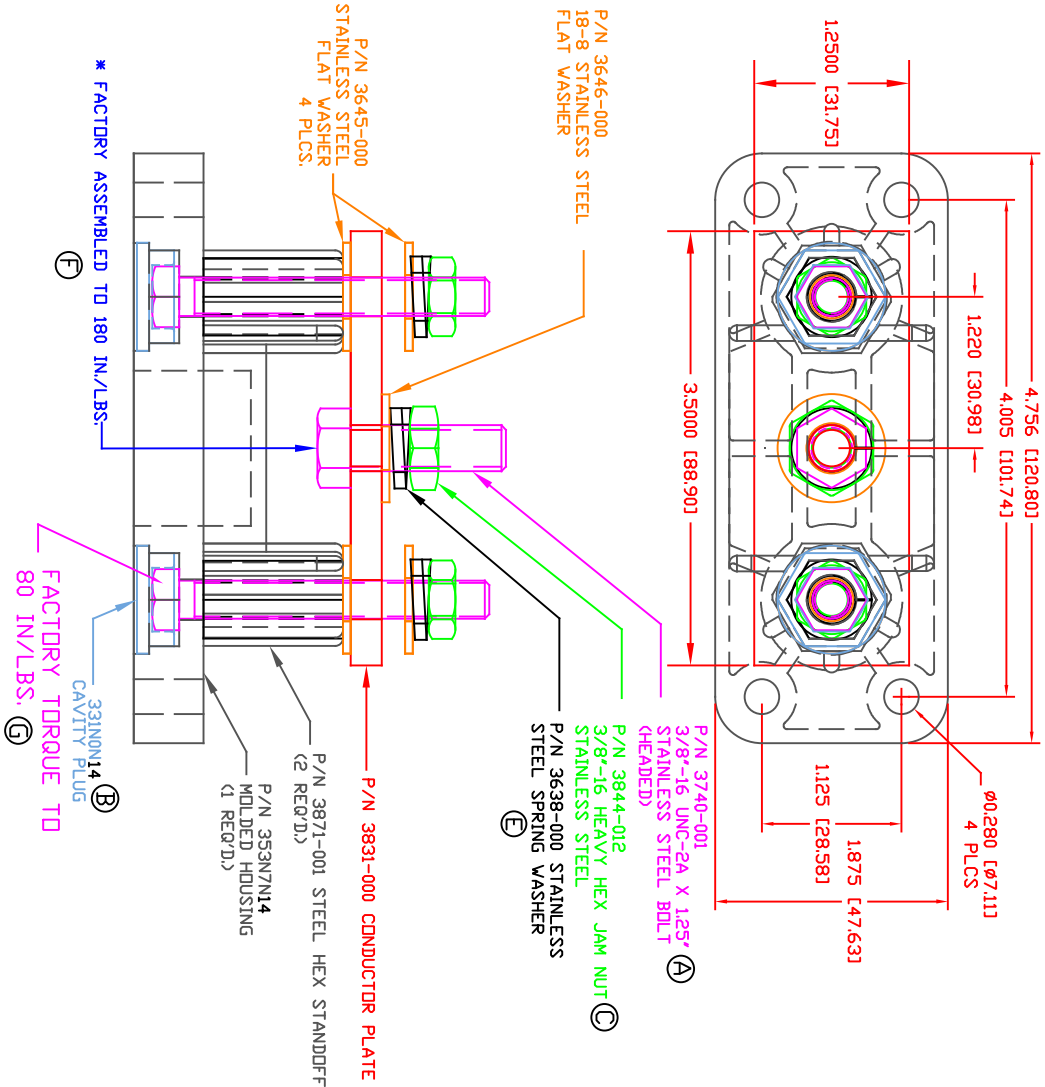 4.756 [120.80]
4.005 [101.74]
1.220 [30.98]
1.2500 [31.75]
3.5000 [88.90]
ø0.280 [ø7.11]
4 PLCS
1.125 [28.58]
1.875 [47.63]
P/N 3646-000
18-8 STAINLESS STEEL
FLAT WASHER
P/N 3740-001
3/8"-16 UNC-2A X 1.25"
STAINLESS STEEL BOLT
(HEADED)
A
P/N 3844-012
3/8"-16 HEAVY HEX JAM NUT
STAINLESS STEEL
C
P/N 3638-000 STAINLESS
STEEL SPRING WASHER
E
P/N 3645-000
STAINLESS STEEL
FLAT WASHER
4 PLCS.
P/N 3831-000 CONDUCTOR PLATE
P/N 3871-001 STEEL HEX STANDOFF
(2 REQ'D.)
P/N 353N7N14
MOLDED HOUSING
(1 REQ'D.)
* FACTORY ASSEMBLED TO 180 IN./LBS.
F
331N0N14 B
CAVITY PLUG
FACTORY TORQUE TO
80 IN/LBS. G